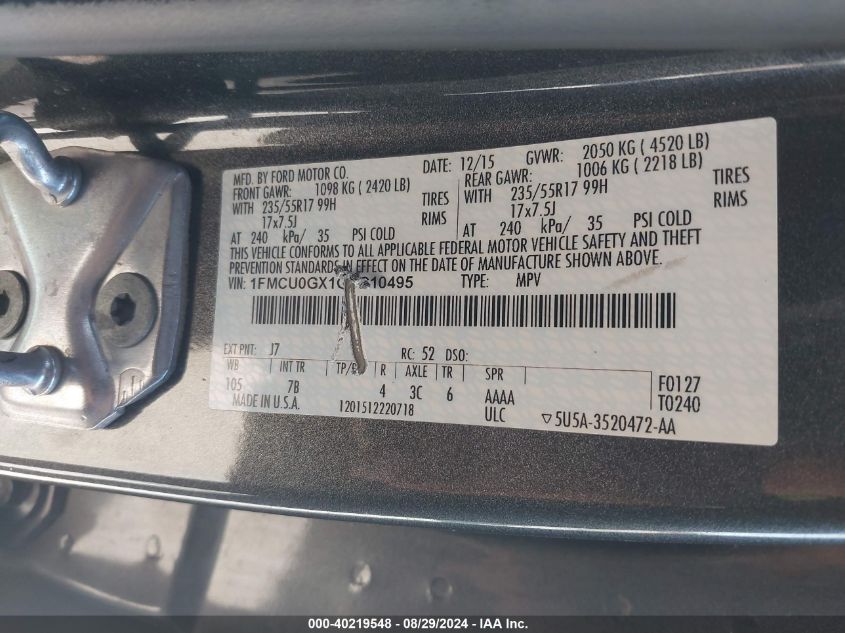 MFD. BY FORD MOTOR CO.
DATE: 12/15 GVWR: 2050 KG ( 4520 LB)
FRONT GAWR: 1098 KG ( 2420 LB)
REAR GAWR: 1006 KG ( 2218 LB)
WITH 235/55R17 99H TIRES
WITH 235/55R17 99H TIRES
17x7.5J RIMS
17x7.5J RIMS
AT 240 kPa/ 35 PSI COLD
AT 240 kPa/ 35 PSI COLD
THIS VEHICLE CONFORMS TO ALL APPLICABLE FEDERAL MOTOR VEHICLE SAFETY AND THEFT
PREVENTION STANDARDS IN EFFECT ON THE DATE OF MANUFACTURE SHOWN ABOVE.
VIN: TYPE: MPV
EXT PNT: J7 RC: 52 DSO:
WB INT TR R AXLE TR SPR
105 7B 4 3C 6 AAAA
F0127
T0240
MADE IN U.S.A. 1201512220718 ULC ▽5U5A-3520472-AA
000-40219548 - 08/29/2024 - © IAA Holdings, LLC.